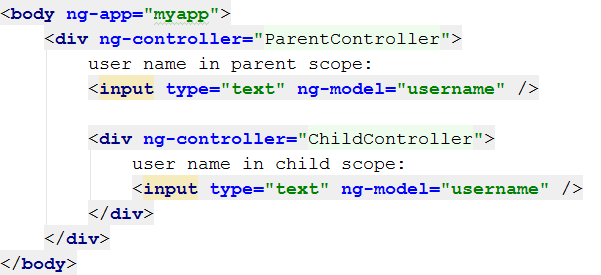 <body ng-app="myapp">
    <div ng-controller="ParentController">
        user name in parent scope:
        <input type="text" ng-model="username" />

        <div ng-controller="ChildController">
            user name in child scope:
            <input type="text" ng-model="username" />
        </div>
    </div>
</body>